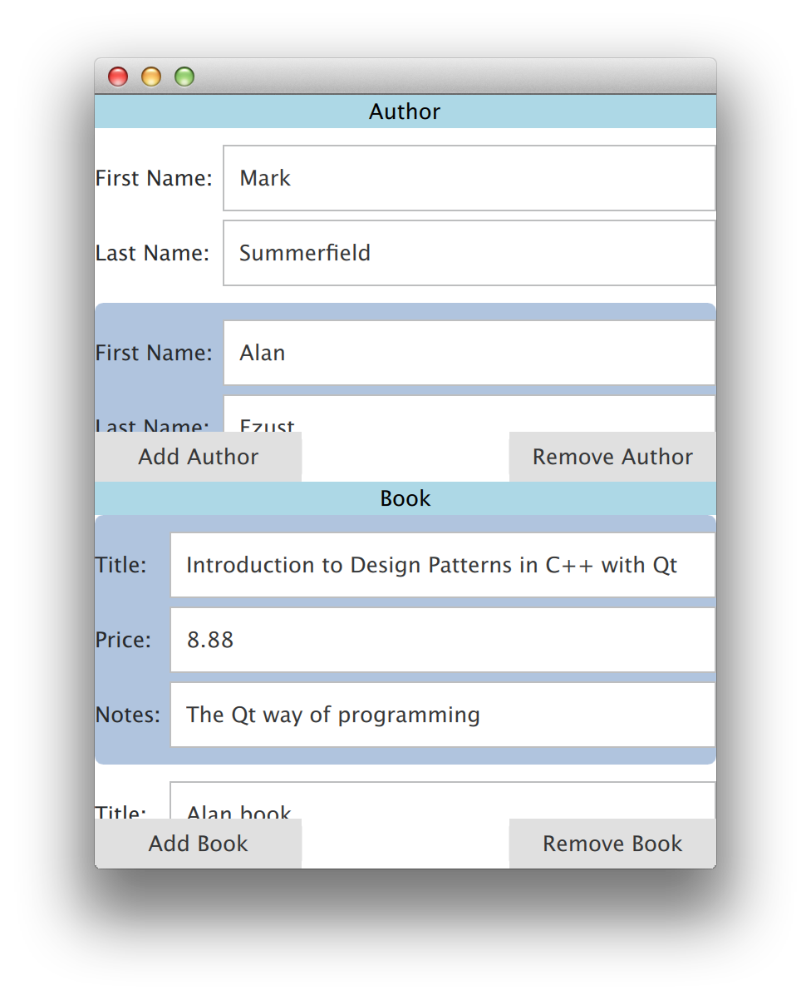 Author
First Name: Mark
Last Name: Summerfield
First Name: Alan
Last Name: Ezust
Add Author Remove Author
Book
Title: Introduction to Design Patterns in C++ with Qt
Price: 8.88
Notes: The Qt way of programming
Title: Alan book
Add Book Remove Book